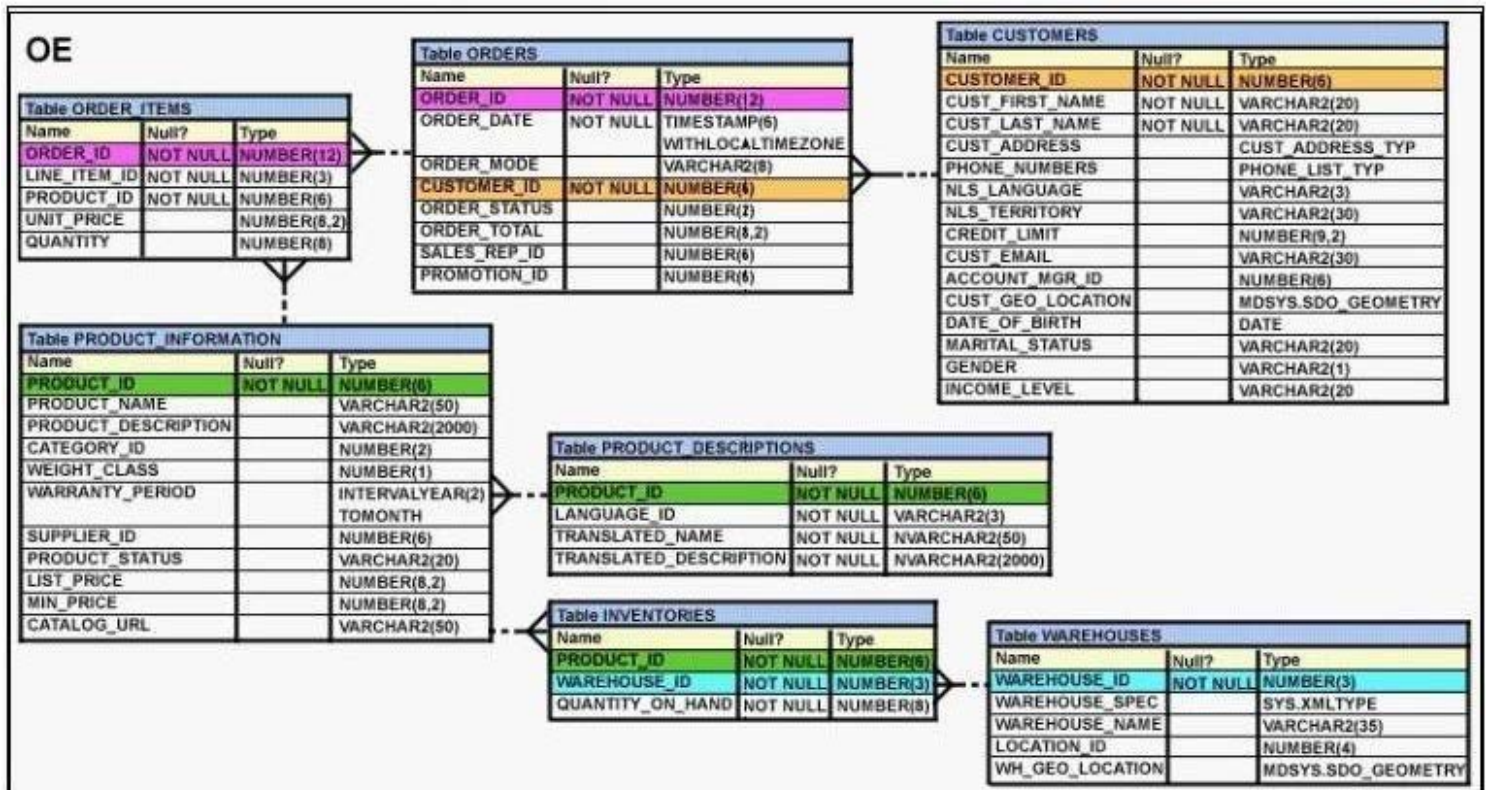 OE
Table ORDER_ITEMS
Name Null? Type
ORDER_ID NOT NULL NUMBER(12)
LINE_ITEM_ID NOT NULL NUMBER(3)
PRODUCT_ID NOT NULL NUMBER(6)
UNIT_PRICE NUMBER(8,2)
QUANTITY NUMBER(8)
Table ORDERS
Name Null? Type
ORDER_ID NOT NULL NUMBER(12)
ORDER_DATE NOT NULL TIMESTAMP(6)
WITHLOCALTIMEZONE
ORDER_MODE VARCHAR2(8)
CUSTOMER_ID NOT NULL NUMBER(6)
ORDER_STATUS NUMBER(2)
ORDER_TOTAL NUMBER(8,2)
SALES_REP_ID NUMBER(6)
PROMOTION_ID NUMBER(6)
Table CUSTOMERS
Name Null? Type
CUSTOMER_ID NOT NULL NUMBER(6)
CUST_FIRST_NAME NOT NULL VARCHAR2(20)
CUST_LAST_NAME NOT NULL VARCHAR2(20)
CUST_ADDRESS CUST_ADDRESS_TYP
PHONE_NUMBERS PHONE_LIST_TYP
NLS_LANGUAGE VARCHAR2(3)
NLS_TERRITORY VARCHAR2(30)
CREDIT_LIMIT NUMBER(9,2)
CUST_EMAIL VARCHAR2(30)
ACCOUNT_MGR_ID NUMBER(6)
CUST_GEO_LOCATION MDSYS.SDO_GEOMETRY
DATE_OF_BIRTH DATE
MARITAL_STATUS VARCHAR2(20)
GENDER VARCHAR2(1)
INCOME_LEVEL VARCHAR2(20
Table PRODUCT_INFORMATION
Name Null? Type
PRODUCT_ID NOT NULL NUMBER(6)
PRODUCT_NAME VARCHAR2(50)
PRODUCT_DESCRIPTION VARCHAR2(2000)
CATEGORY_ID NUMBER(2)
WEIGHT_CLASS NUMBER(1)
WARRANTY_PERIOD INTERVALYEAR(2)
TOMONTH
SUPPLIER_ID NUMBER(6)
PRODUCT_STATUS VARCHAR2(20)
LIST_PRICE NUMBER(8,2)
MIN_PRICE NUMBER(8,2)
CATALOG_URL VARCHAR2(50)
Table PRODUCT_DESCRIPTIONS
Name Null? Type
PRODUCT_ID NOT NULL NUMBER(6)
LANGUAGE_ID NOT NULL VARCHAR2(3)
TRANSLATED_NAME NOT NULL NVARCHAR2(50)
TRANSLATED_DESCRIPTION NOT NULL NVARCHAR2(2000)
Table INVENTORIES
Name Null? Type
PRODUCT_ID NOT NULL NUMBER(6)
WAREHOUSE_ID NOT NULL NUMBER(3)
QUANTITY_ON_HAND NOT NULL NUMBER(8)
Table WAREHOUSES
Name Null? Type
WAREHOUSE_ID NOT NULL NUMBER(3)
WAREHOUSE_SPEC SYS.XMLTYPE
WAREHOUSE_NAME VARCHAR2(35)
LOCATION_ID NUMBER(4)
WH_GEO_LOCATION MDSYS.SDO_GEOMETRY